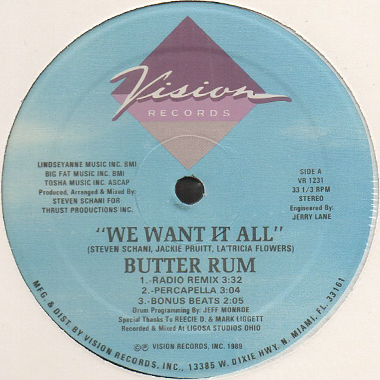 Vision
RECORDS
LINDSEYANNE MUSIC INC. BMI
BIG FAT MUSIC INC. BMI
TOSHA MUSIC INC. ASCAP
Produced, Arranged & Mixed By:
STEVEN SCHANI FOR
THRUST PRODUCTIONS INC.
SIDE A
VR 1231
33 1/3 RPM
STEREO
Engineered By:
JERRY LANE
"WE WANT IT ALL"
(STEVEN SCHANI, JACKIE PRUITT, LA'TRICIA FLOWERS)
BUTTER RUM
1.-RADIO REMIX 3:32
2.-PERCAPELLA 3:04
3.-BONUS BEATS 2:05
Drum Programming By: JEFF MONROE
Special Thanks To REECIE D. & MARK LIGGETT
Recorded & Mixed At LIGOSA STUDIOS OHIO
©℗ VISION RECORDS, INC. 1989
MFG. & DIST BY VISION RECORDS, INC., 13385 W. DIXIE HWY. N. MIAMI, FL. 33161